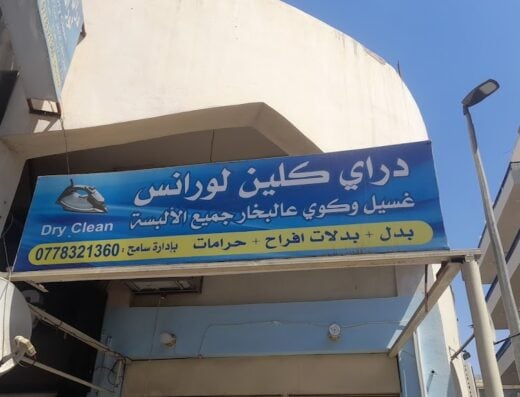 دراي كلين لورانس
غسيل وكوي عالبخار جميع الألبسة
Dry Clean
بدل + بدلات افراح + حرامات بإدارة سامح : 0778321360